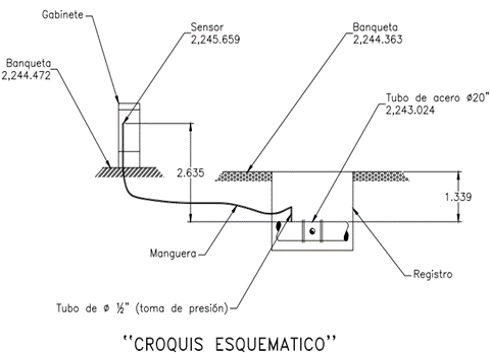 Gabinete
Sensor
2,245.659
Banqueta
2,244.363
Banqueta
2,244.472
Tubo de acero ø20"
2,243.024
2.635
1.339
Manguera
Registro
Tubo de ø ½" (toma de presión)
"CROQUIS ESQUEMATICO"